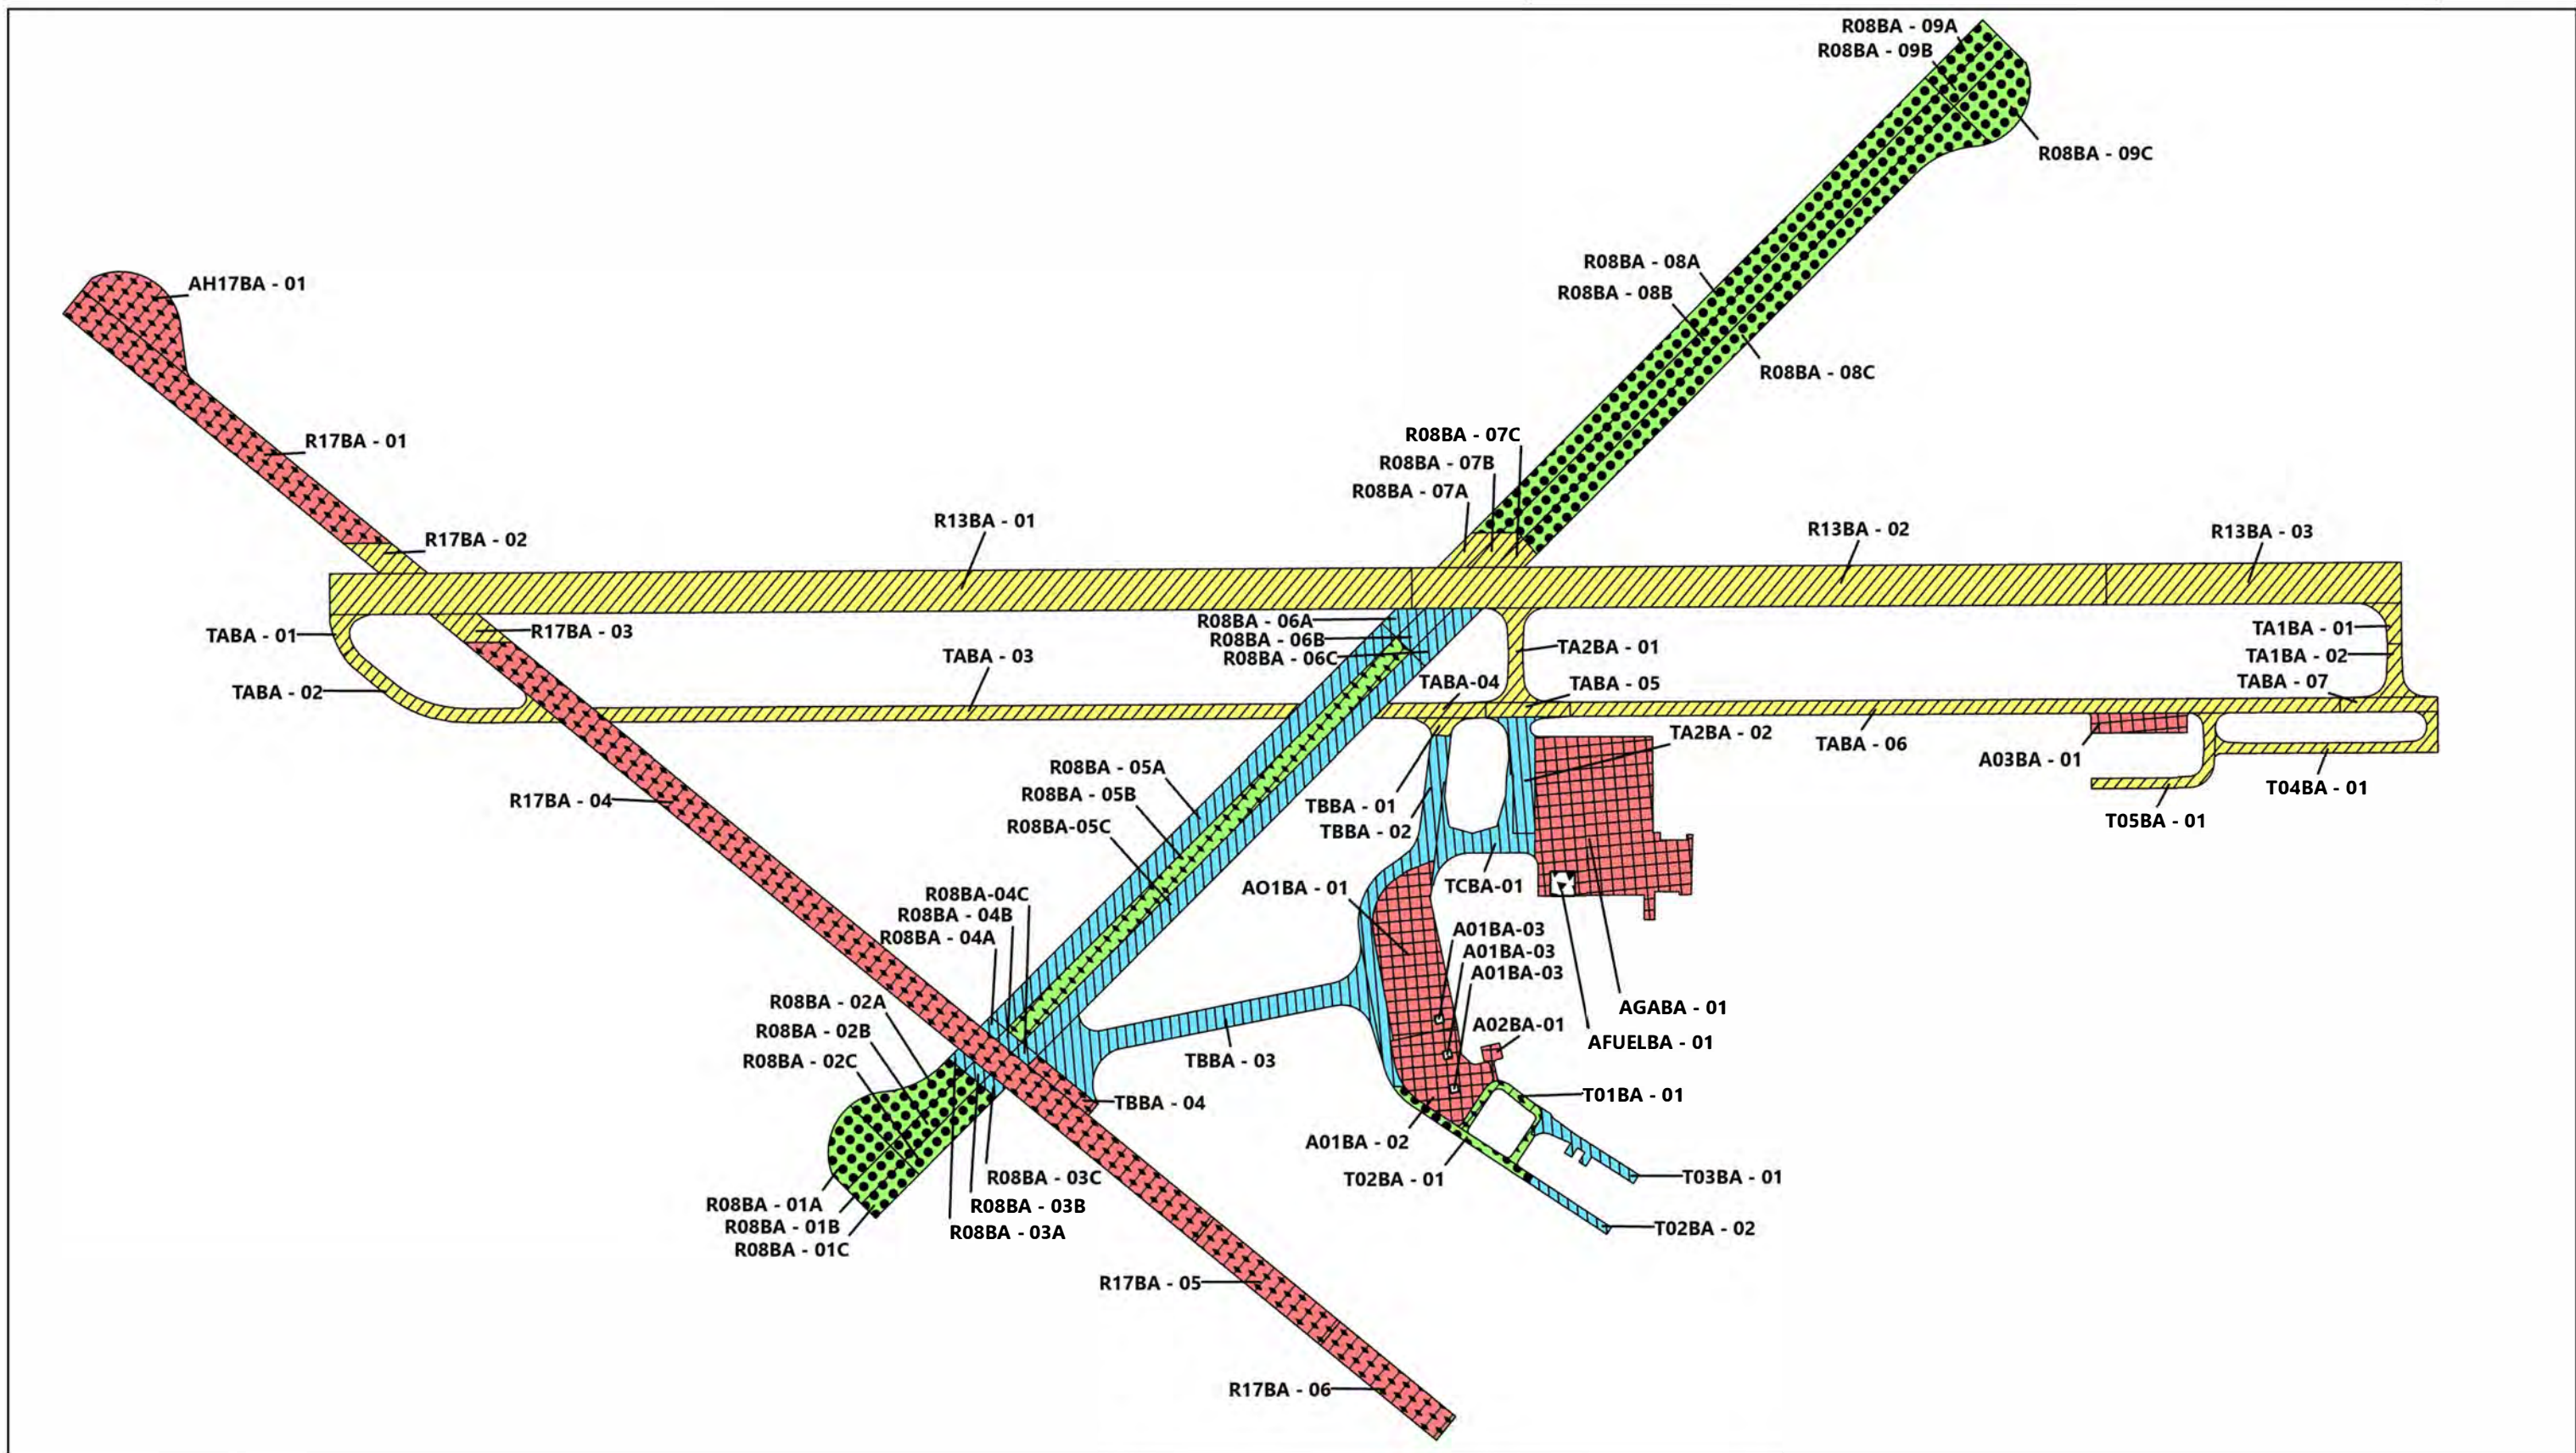 R08BA - 09A
R08BA - 09B
R08BA - 09C
R08BA - 08A
AH17BA - 01
R08BA - 08B
R08BA - 08C
R08BA - 07C
R17BA - 01
R08BA - 07B
R08BA - 07A
R13BA - 01
R13BA - 02
R13BA - 03
R17BA - 02
R08BA - 06A
TA1BA - 01
R17BA - 03
TABA - 01
R08BA - 06B
TA2BA - 01
TABA - 03
R08BA - 06C
TA1BA - 02
TABA-04
TABA - 05
TABA - 07
TABA - 02
TA2BA - 02
TABA - 06
A03BA - 01
R08BA - 05A
T04BA - 01
R08BA - 05B
R17BA - 04
TBBA - 01
T05BA - 01
R08BA-05C
TBBA - 02
TCBA-01
AO1BA - 01
R08BA-04C
R08BA - 04B
A01BA-03
R08BA - 04A
A01BA-03
A01BA-03
R08BA - 02A
AGABA - 01
A02BA-01
R08BA - 02B
AFUELBA - 01
R08BA - 02C
TBBA - 03
T01BA - 01
TBBA - 04
A01BA - 02
R08BA - 03C
T02BA - 01
T03BA - 01
R08BA - 01A
R08BA - 03B
R08BA - 01B
T02BA - 02
R08BA - 03A
R08BA - 01C
R17BA - 05
R17BA - 06